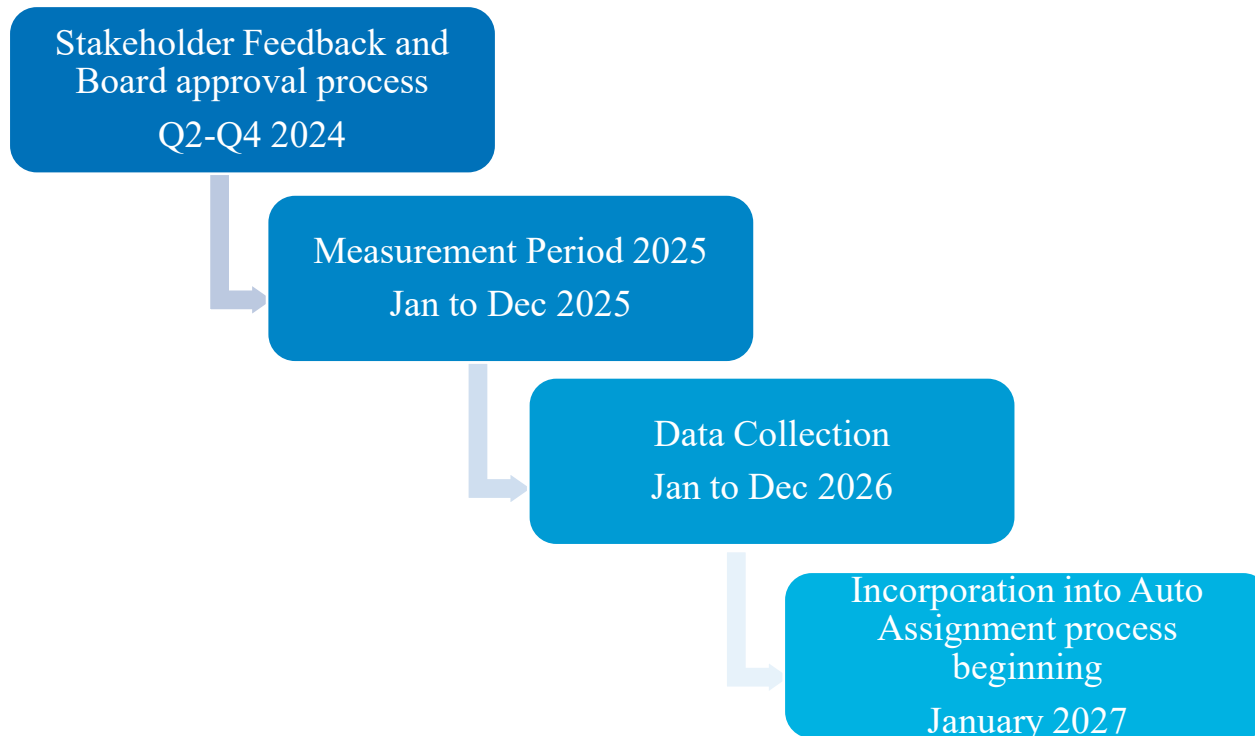 Stakeholder Feedback and
Board approval process
Q2-Q4 2024
Measurement Period 2025
Jan to Dec 2025
Data Collection
Jan to Dec 2026
Incorporation into Auto
Assignment process
beginning
January 2027